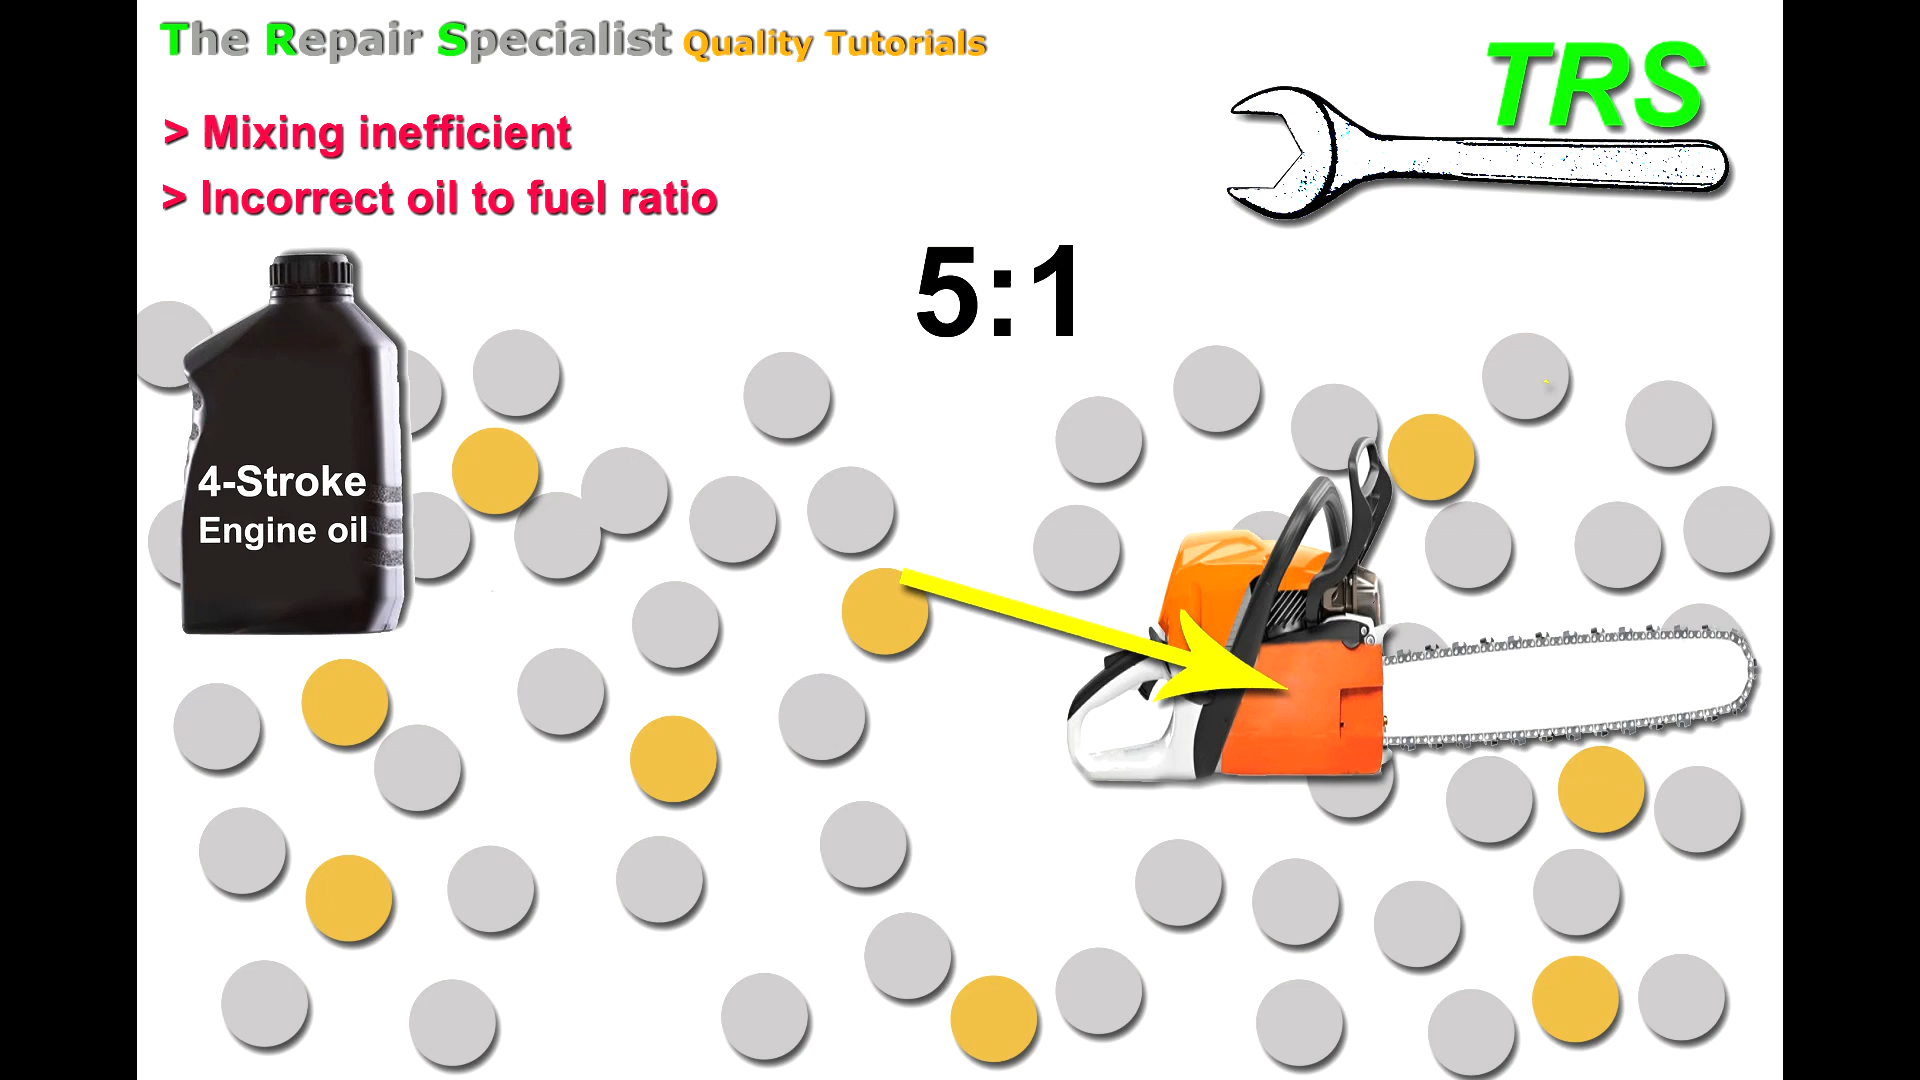 The Repair Specialist Quality Tutorials
TRS
> Mixing inefficient
> Incorrect oil to fuel ratio
5:1
4-Stroke
Engine oil